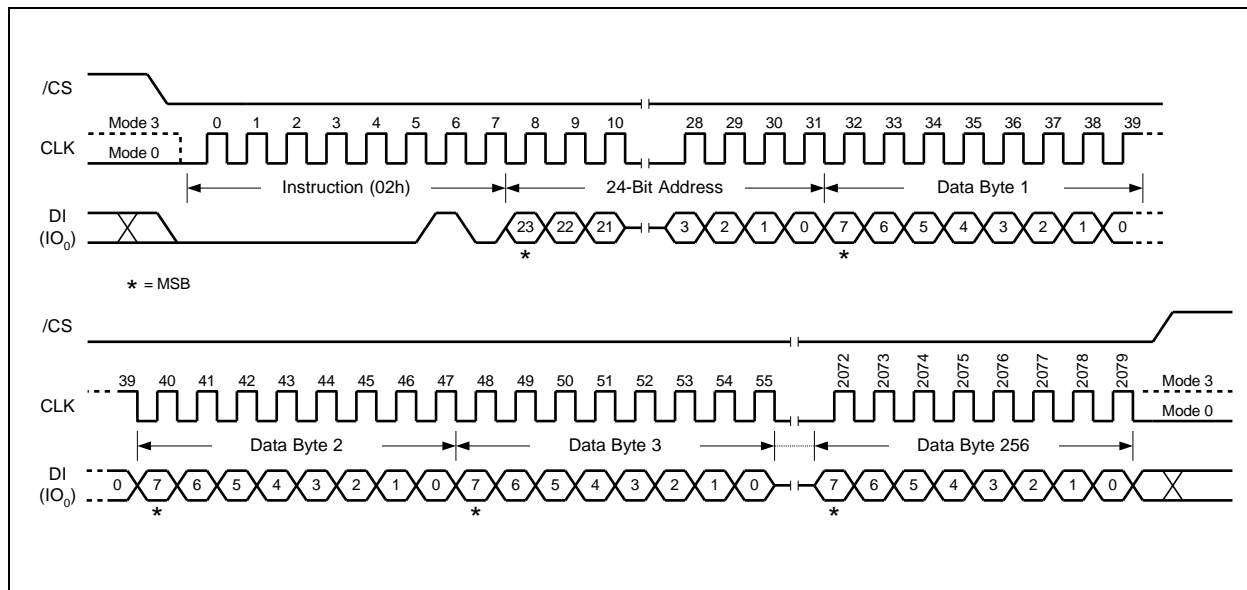 /CS
Mode 3 0 1 2 3 4 5 6 7 8 9 10 28 29 30 31 32 33 34 35 36 37 38 39
CLK
Mode 0
Instruction (02h) 24-Bit Address Data Byte 1
DI
(IO0) 23 22 21 3 2 1 0 7 6 5 4 3 2 1 0
* *
* = MSB
/CS
39 40 41 42 43 44 45 46 47 48 49 50 51 52 53 54 55 2072 2073 2074 2075 2076 2077 2078 2079
Mode 3
CLK
Mode 0
Data Byte 2 Data Byte 3 Data Byte 256
DI
(IO0) 0 7 6 5 4 3 2 1 0 7 6 5 4 3 2 1 0 7 6 5 4 3 2 1 0
* * *